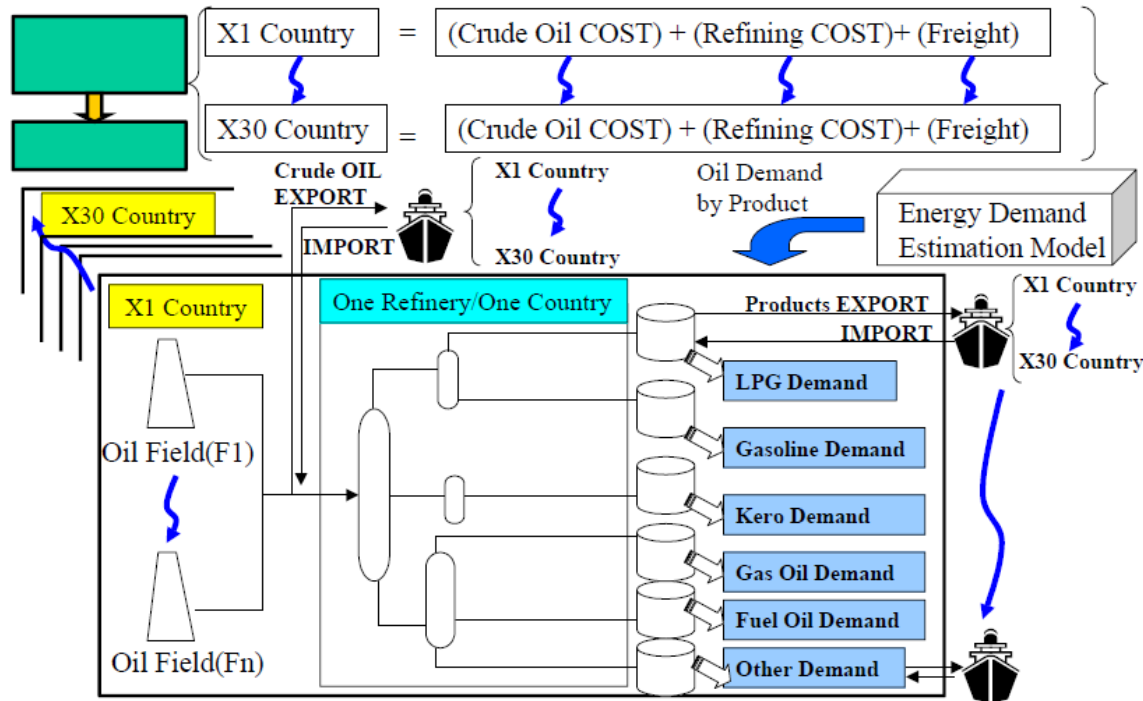 X1 Country = (Crude Oil COST) + (Refining COST)+ (Freight)
X30 Country = (Crude Oil COST) + (Refining COST)+ (Freight)
Crude OIL
EXPORT
IMPORT
X1 Country
X30 Country
Oil Demand
by Product
Energy Demand
Estimation Model
X30 Country
X1 Country
One Refinery/One Country
Products EXPORT
IMPORT
X1 Country
X30 Country
LPG Demand
Oil Field(F1)
Gasoline Demand
Kero Demand
Gas Oil Demand
Fuel Oil Demand
Oil Field(Fn)
Other Demand